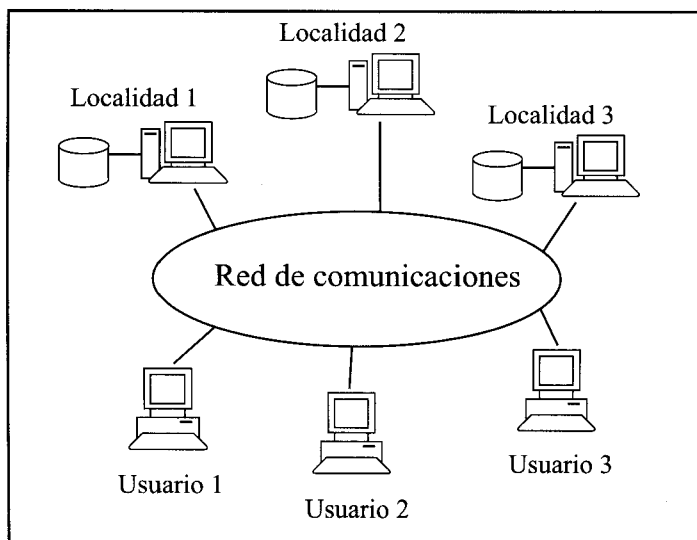 Localidad 2
Localidad 1
Localidad 3
Red de comunicaciones
Usuario 1
Usuario 2
Usuario 3